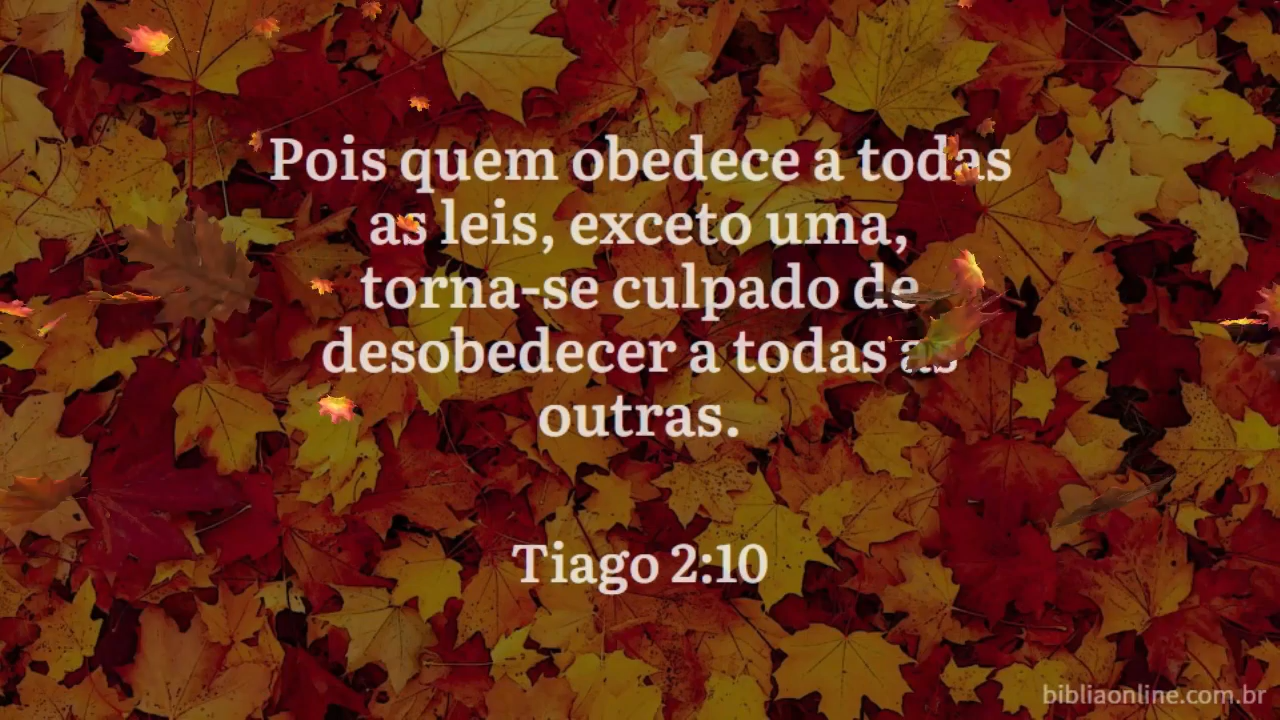 Pois quem obedece a todas
as leis, exceto uma,
torna-se culpado de
desobedecer a todas as
outras.
Tiago 2:10
bibliaonline.com.br